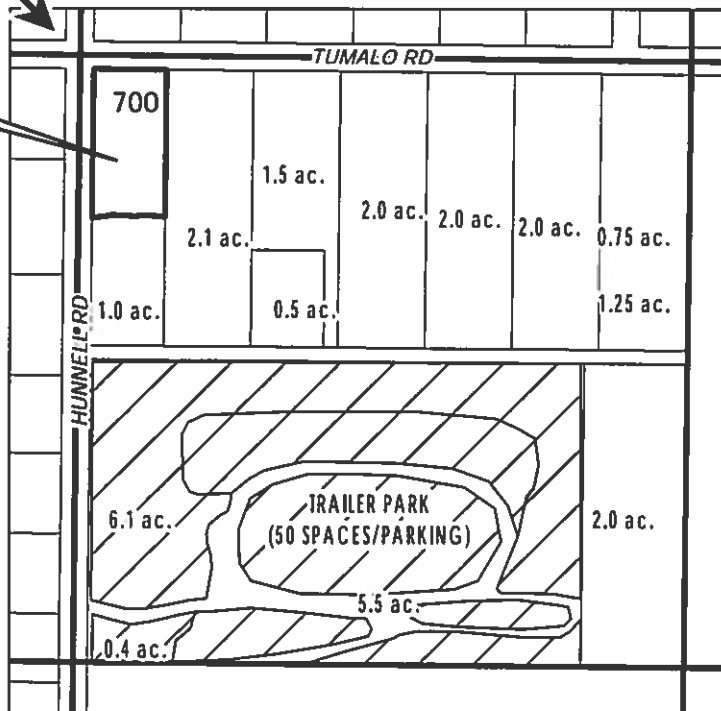 TUMALO RD
700
1.5 ac.
2.1 ac.
2.0 ac.
2.0 ac.
2.0 ac.
0.75 ac.
1.0 ac.
0.5 ac.
1.25 ac.
HUNNELL RD
TRAILER PARK
(50 SPACES/PARKING)
6.1 ac.
2.0 ac.
5.5 ac.
0.4 ac.